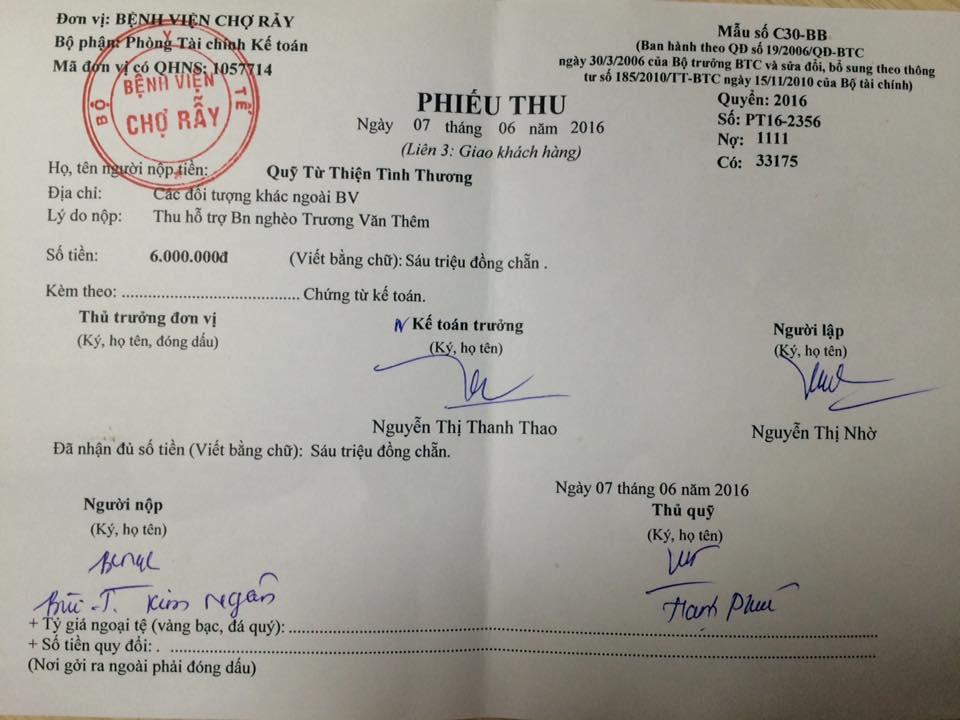 Đơn vị: BỆNH VIỆN CHỢ RẪY
Bộ phận: Phòng Tài chính Kế toán
Mã đơn vị có QHNS: 1057714
BỘ Y TẾ
BỆNH VIỆN
CHỢ RẪY
Mẫu số C30-BB
(Ban hành theo QĐ số 19/2006/QĐ-BTC
ngày 30/3/2006 của Bộ trưởng BTC và sửa đổi, bổ sung theo thông
tư số 185/2010/TT-BTC ngày 15/11/2010 của Bộ tài chính)
PHIẾU THU
Ngày 07 tháng 06 năm 2016
(Liên 3: Giao khách hàng)
Quyển: 2016
Số: PT16-2356
Nợ: 1111
Có: 33175
Họ, tên người nộp tiền: Quỹ Từ Thiện Tình Thương
Địa chỉ: Các đối tượng khác ngoài BV
Lý do nộp: Thu hỗ trợ Bn nghèo Trương Văn Thêm
Số tiền: 6.000.000đ (Viết bằng chữ): Sáu triệu đồng chẵn .
Kèm theo: .......................................... Chứng từ kế toán.
Thủ trưởng đơn vị Kế toán trưởng Người lập
(Ký, họ tên, đóng dấu) (Ký, họ tên) (Ký, họ tên)
Nguyễn Thị Thanh Thao Nguyễn Thị Nhờ
Đã nhận đủ số tiền (Viết bằng chữ): Sáu triệu đồng chẵn.
Ngày 07 tháng 06 năm 2016
Người nộp Thủ quỹ
(Ký, họ tên) (Ký, họ tên)
Bùi T. Kim Ngân
+ Tỷ giá ngoại tệ (vàng bạc, đá quý): ..........................................
+ Số tiền quy đổi: . ..........................................
(Nơi gởi ra ngoài phải đóng dấu)